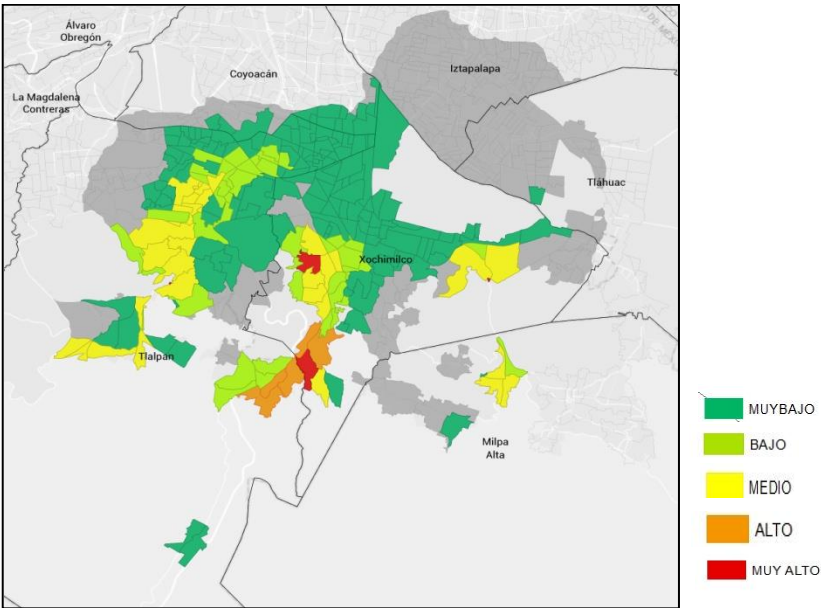 Álvaro
Obregón
Coyoacán
Iztapalapa
La Magdalena
Contreras
Tláhuac
Xochimilco
Tlalpan
Milpa
Alta
MUYBAJO
BAJO
MEDIO
ALTO
MUY ALTO